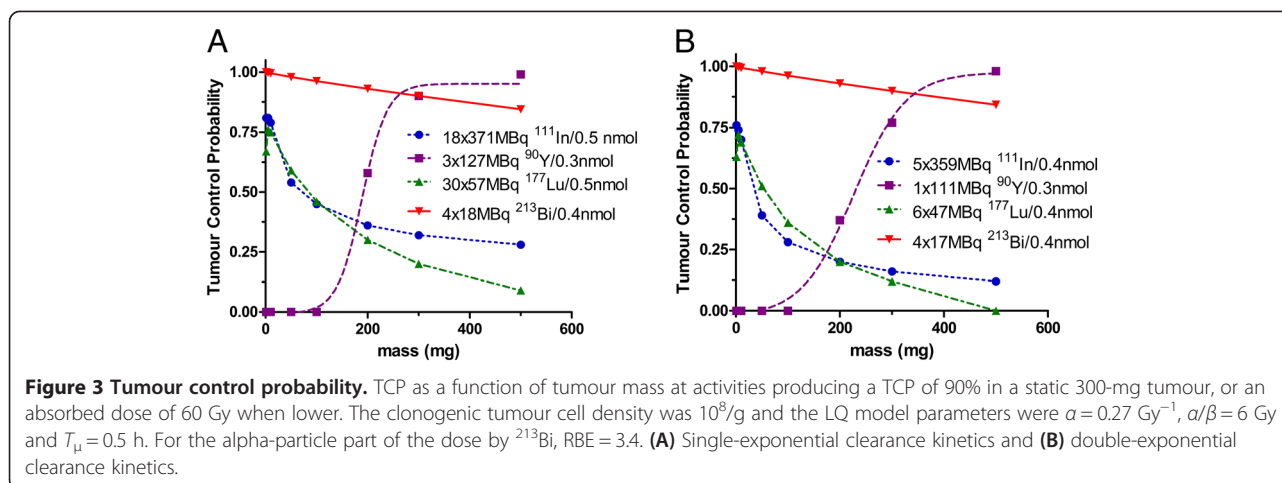 A
Tumour Control Probability
1.00
0.75
0.50
0.25
0.00
0
200
400
600
mass (mg)
18x371MBq ¹¹¹In/0.5 nmol
3x127MBq ⁹⁰Y/0.3nmol
30x57MBq ¹⁷⁷Lu/0.5nmol
4x18MBq ²¹³Bi/0.4nmol
B
Tumour Control Probability
1.00
0.75
0.50
0.25
0.00
0
200
400
600
mass (mg)
5x359MBq ¹¹¹In/0.4nmol
1x111MBq ⁹⁰Y/0.3nmol
6x47MBq ¹⁷⁷Lu/0.4nmol
4x17MBq ²¹³Bi/0.4nmol
Figure 3 Tumour control probability. TCP as a function of tumour mass at activities producing a TCP of 90% in a static 300-mg tumour, or an
absorbed dose of 60 Gy when lower. The clonogenic tumour cell density was 10⁸/g and the LQ model parameters were α = 0.27 Gy⁻¹, α/β = 6 Gy
and Tμ = 0.5 h. For the alpha-particle part of the dose by ²¹³Bi, RBE = 3.4. (A) Single-exponential clearance kinetics and (B) double-exponential
clearance kinetics.